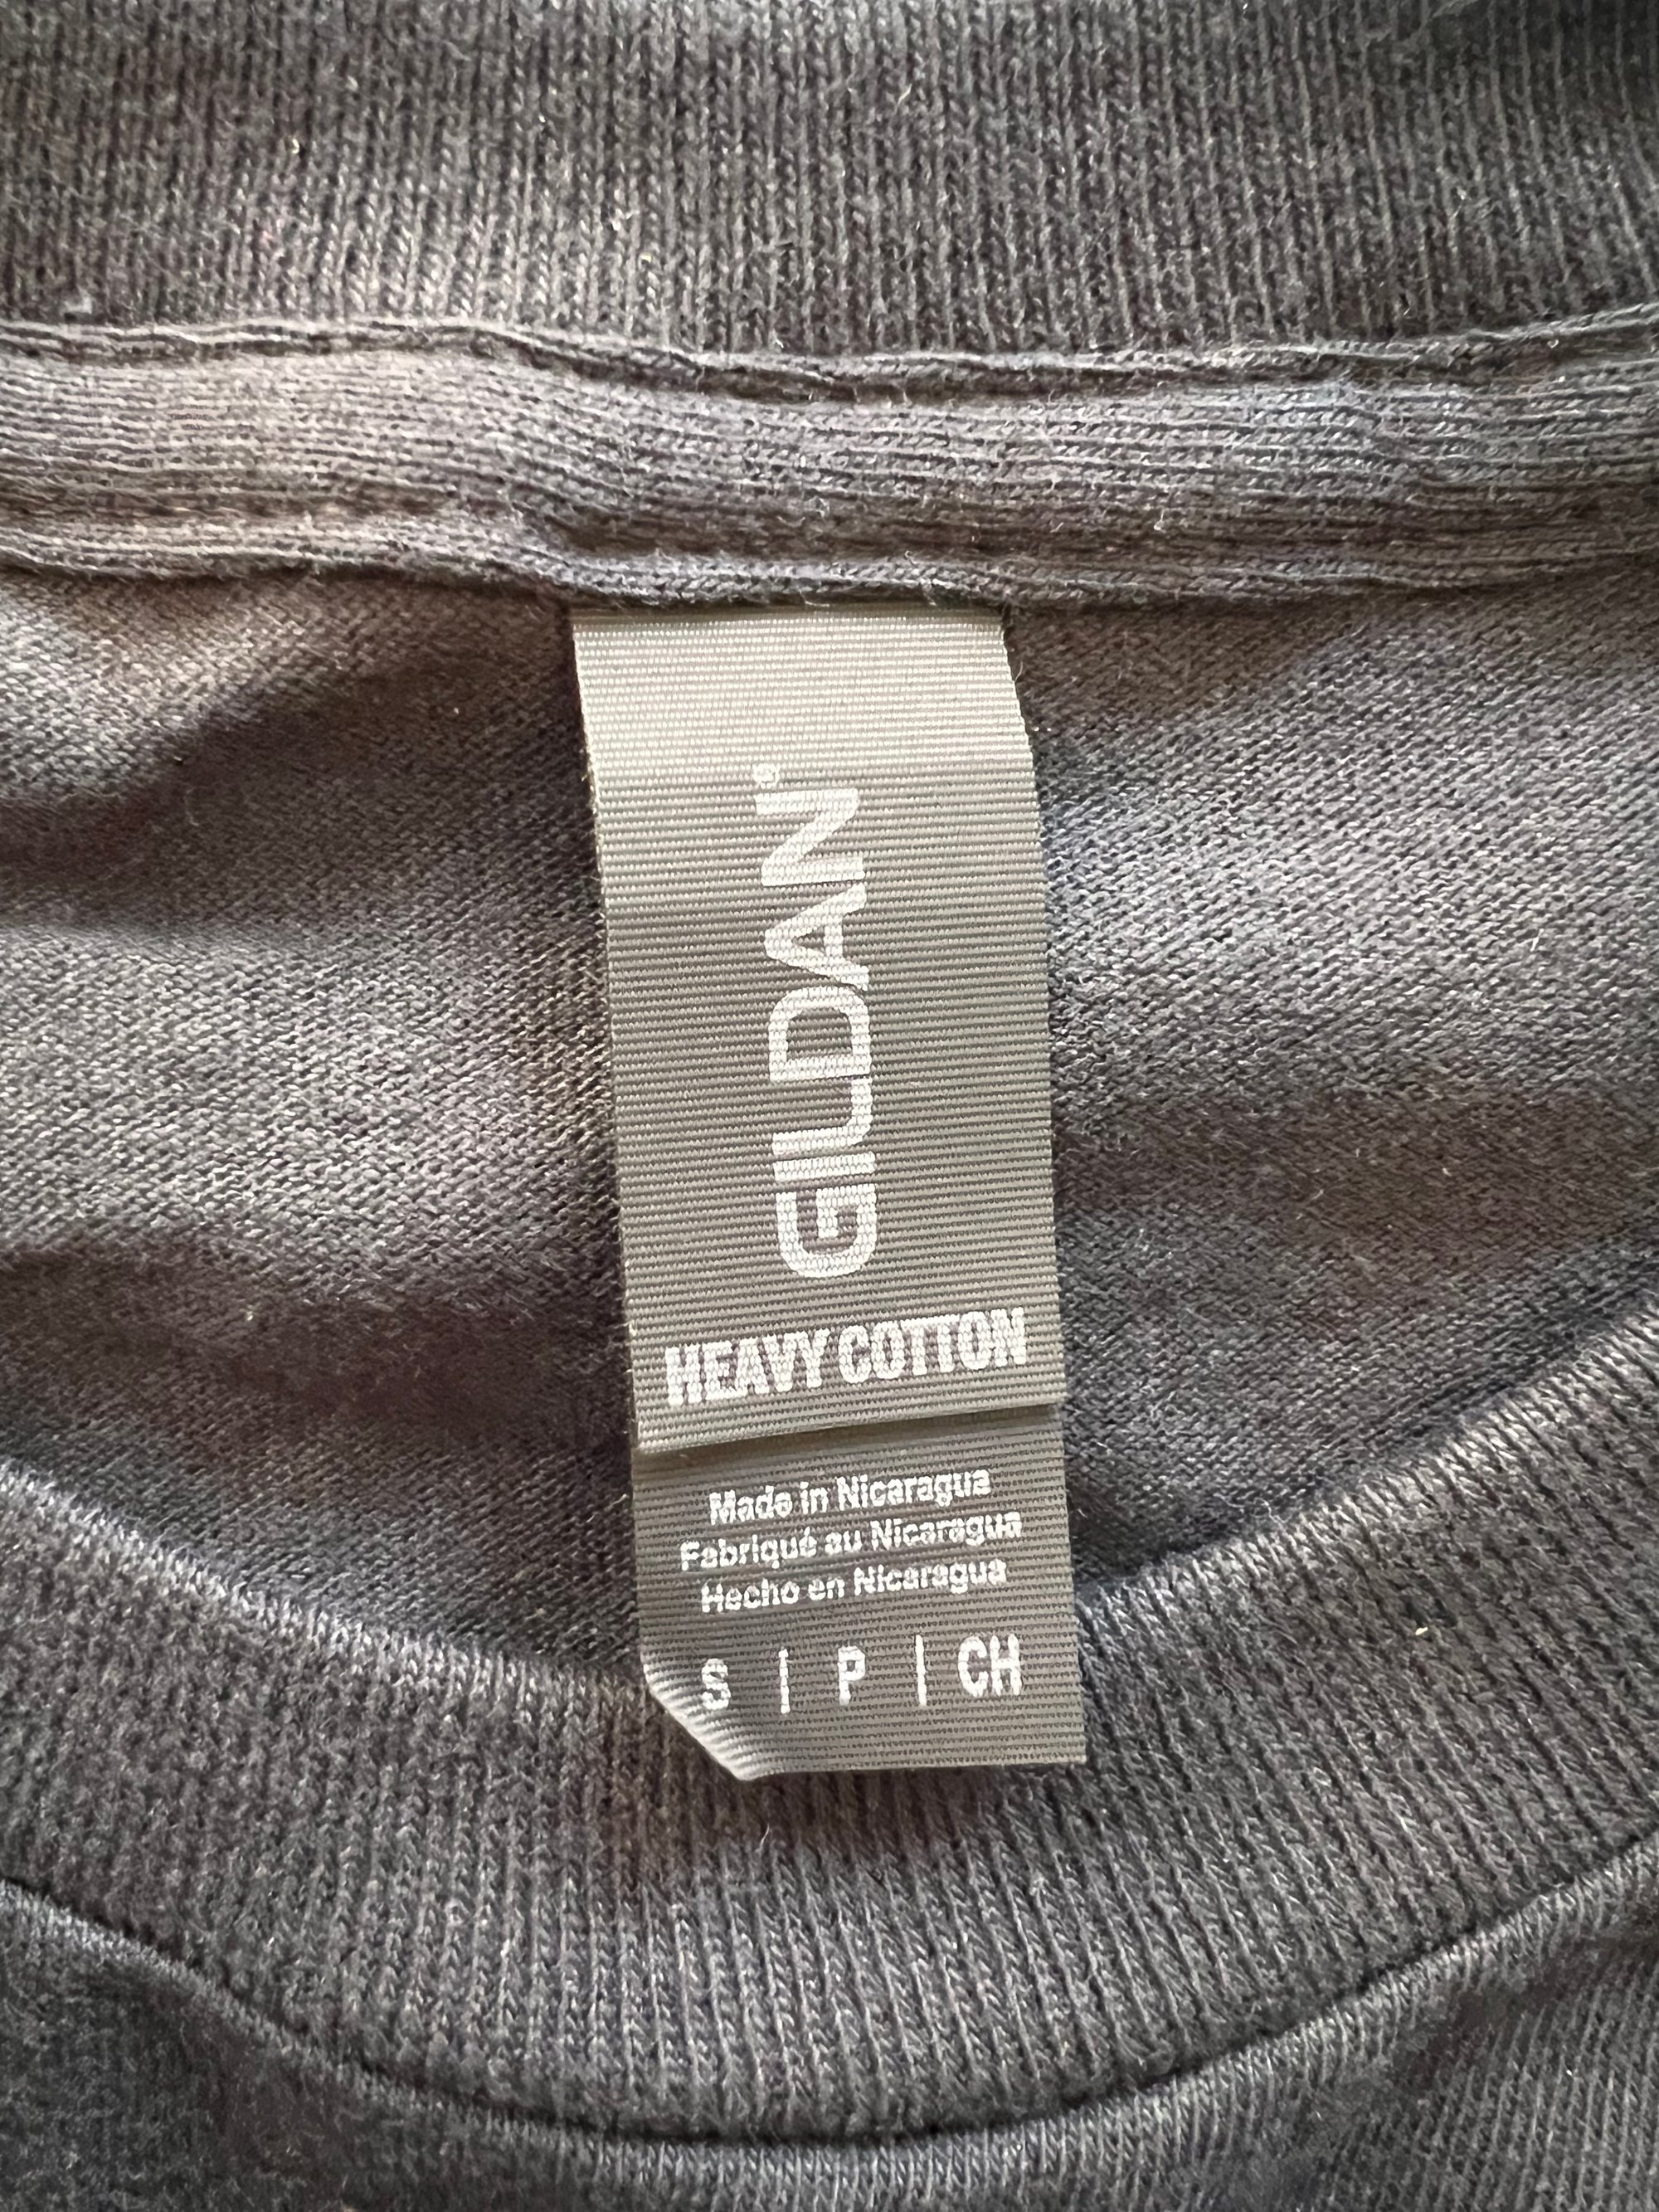 GILDAN®
HEAVY COTTON
Made in Nicaragua
Fabriqué au Nicaragua
Hecho en Nicaragua
S | P | CH